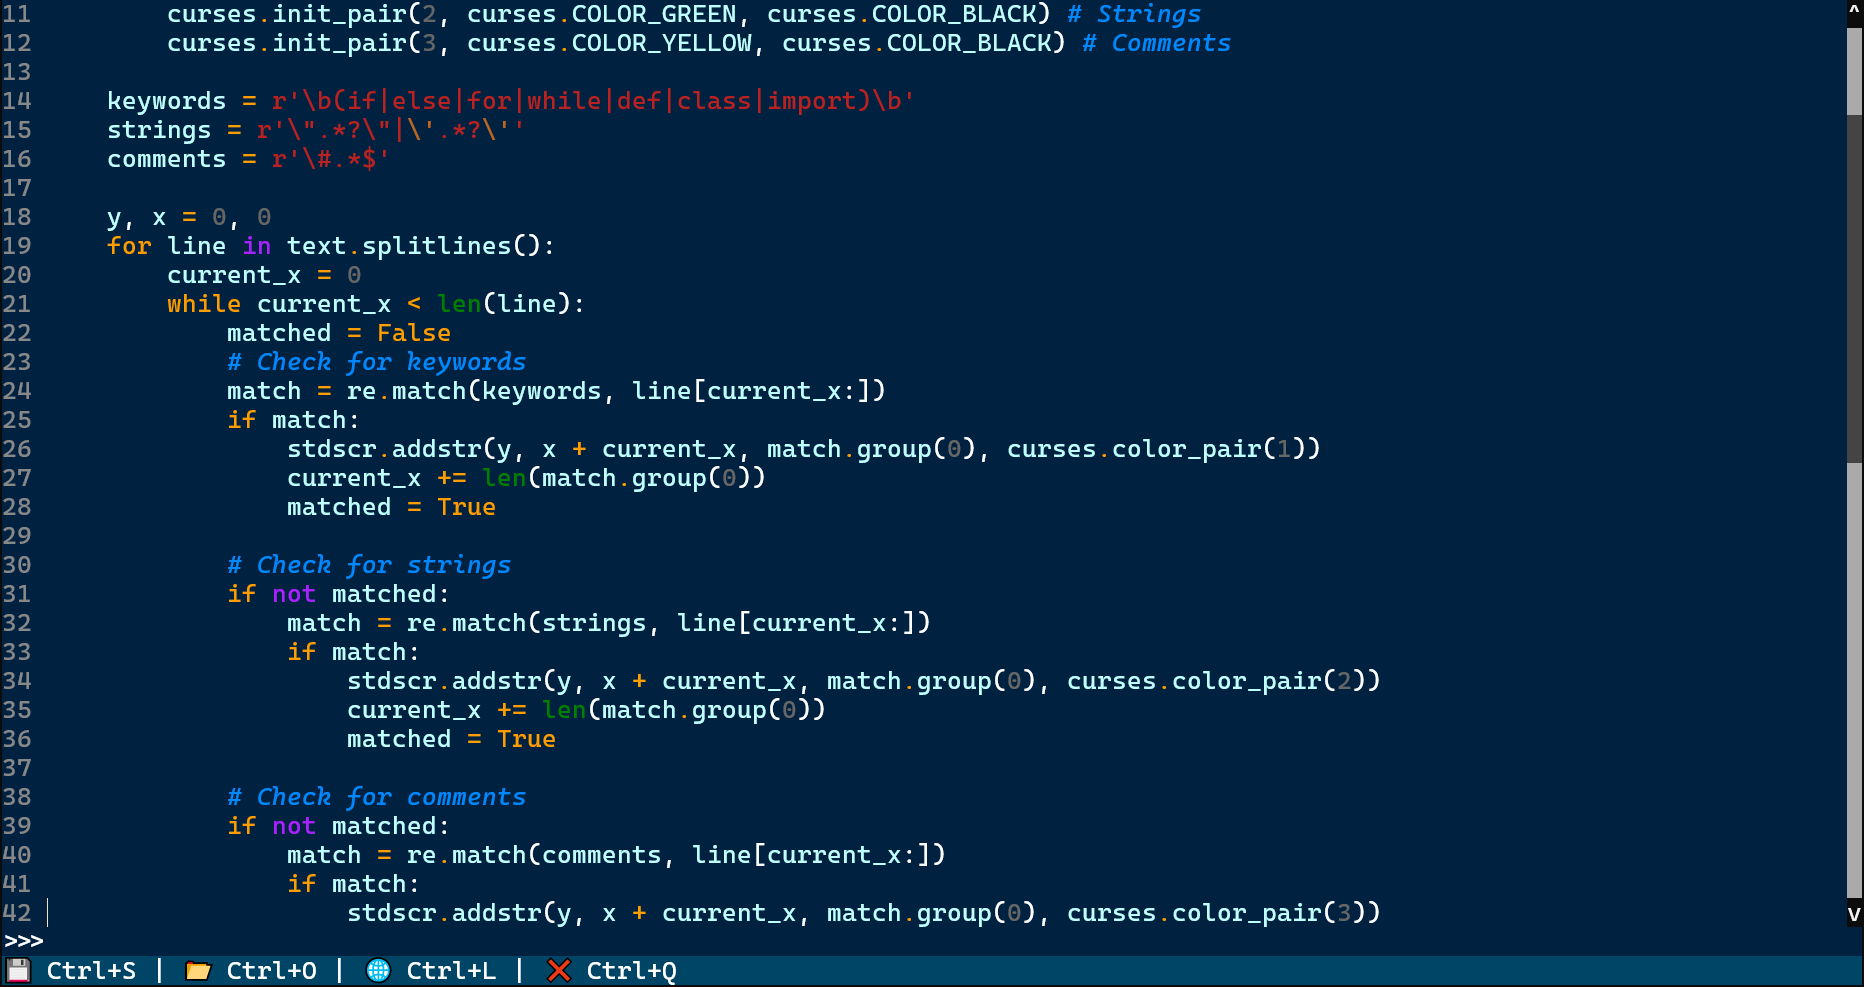 11         curses.init_pair(2, curses.COLOR_GREEN, curses.COLOR_BLACK) # Strings
12         curses.init_pair(3, curses.COLOR_YELLOW, curses.COLOR_BLACK) # Comments
13
14     keywords = r'\b(if|else|for|while|def|class|import)\b'
15     strings = r'\".*?\"|\'.*?\''
16     comments = r'\#.*$'
17
18     y, x = 0, 0
19     for line in text.splitlines():
20         current_x = 0
21         while current_x < len(line):
22             matched = False
23             # Check for keywords
24             match = re.match(keywords, line[current_x:])
25             if match:
26                 stdscr.addstr(y, x + current_x, match.group(0), curses.color_pair(1))
27                 current_x += len(match.group(0))
28                 matched = True
29
30             # Check for strings
31             if not matched:
32                 match = re.match(strings, line[current_x:])
33                 if match:
34                     stdscr.addstr(y, x + current_x, match.group(0), curses.color_pair(2))
35                     current_x += len(match.group(0))
36                     matched = True
37
38             # Check for comments
39             if not matched:
40                 match = re.match(comments, line[current_x:])
41                 if match:
42                     stdscr.addstr(y, x + current_x, match.group(0), curses.color_pair(3))
>>>
💾 Ctrl+S | 📂 Ctrl+O | 🌐 Ctrl+L | ❌ Ctrl+Q